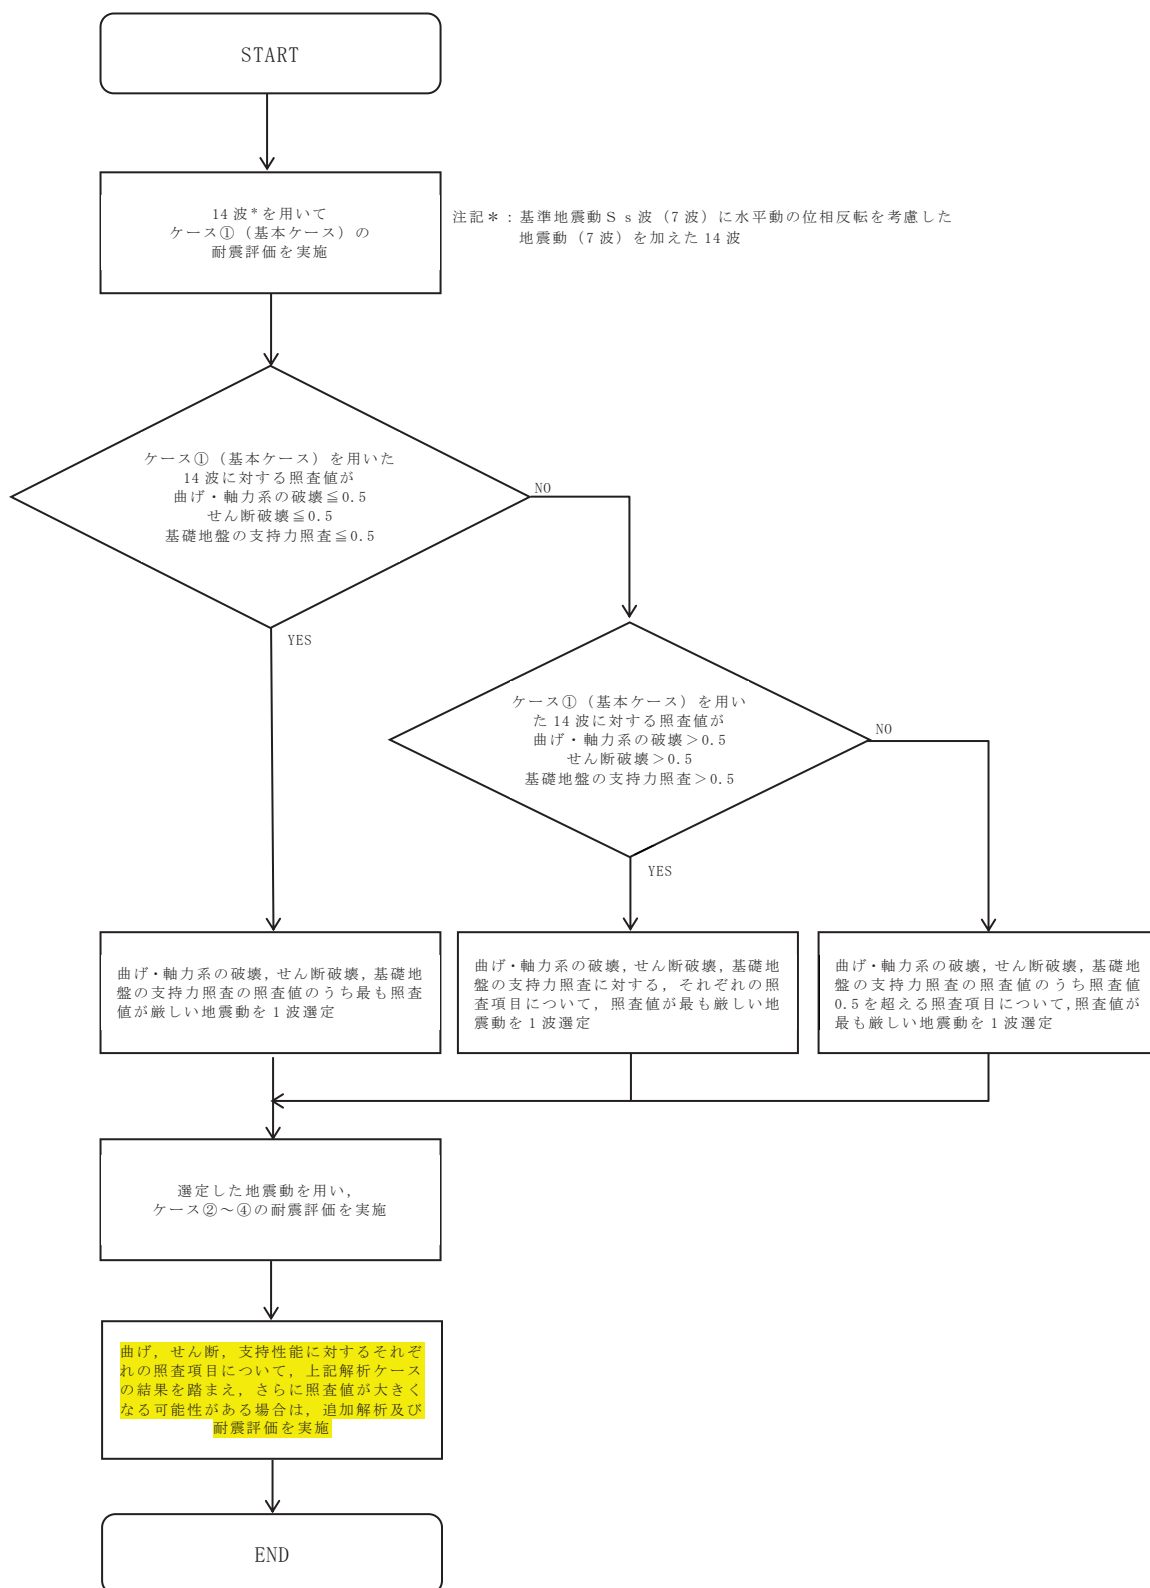 START
14波*を用いて
ケース①（基本ケース）の
耐震評価を実施
注記＊：基準地震動Ｓｓ波（7波）に水平動の位相反転を考慮した
地震動（7波）を加えた14波
ケース①（基本ケース）を用いた
14波に対する照査値が
曲げ・軸力系の破壊≦0.5
せん断破壊≦0.5
基礎地盤の支持力照査≦0.5
NO
YES
ケース①（基本ケース）を用い
た14波に対する照査値が
曲げ・軸力系の破壊＞0.5
せん断破壊＞0.5
基礎地盤の支持力照査＞0.5
NO
YES
曲げ・軸力系の破壊，せん断破壊，基礎地
盤の支持力照査の照査値のうち最も照査
値が厳しい地震動を1波選定
曲げ・軸力系の破壊，せん断破壊，基礎地
盤の支持力照査に対する，それぞれの照
査項目について，照査値が最も厳しい地
震動を1波選定
曲げ・軸力系の破壊，せん断破壊，基礎地
盤の支持力照査の照査値のうち照査値
0.5を超える照査項目について，照査値が
最も厳しい地震動を1波選定
選定した地震動を用い，
ケース②～④の耐震評価を実施
曲げ，せん断，支持性能に対するそれぞ
れの照査項目について，上記解析ケース
の結果を踏まえ，さらに照査値が大きく
なる可能性がある場合は，追加解析及び
耐震評価を実施
END